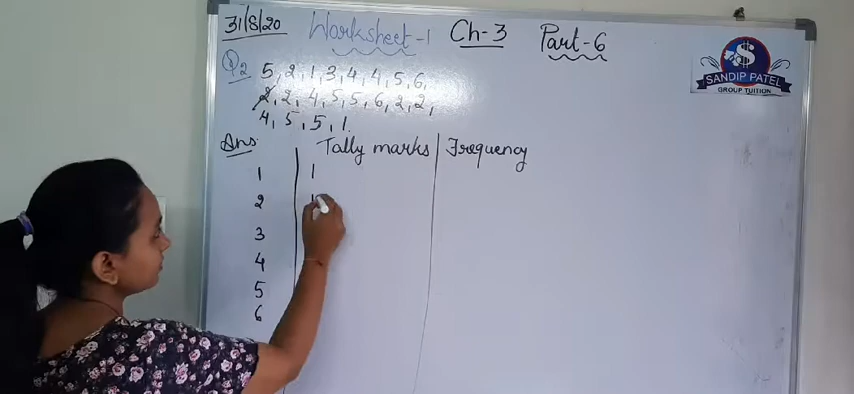 31/8/20 Worksheet-1 Ch-3 Part-6
Q2 5, 2, 1, 3, 4, 4, 5, 6,
2, 2, 4, 5, 5, 6, 2, 2,
4, 5, 5, 1.
Ans: Tally marks Frequency
1 |
2 |
3
4
5
6
$
SANDIP PATEL
GROUP TUITION